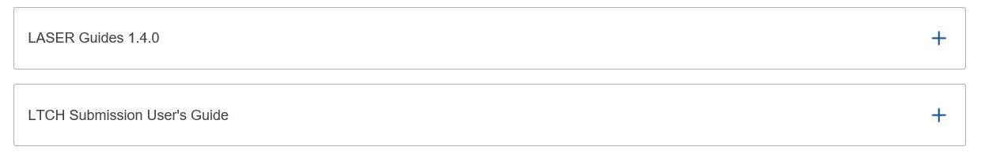 LASER Guides 1.4.0
LTCH Submission User's Guide